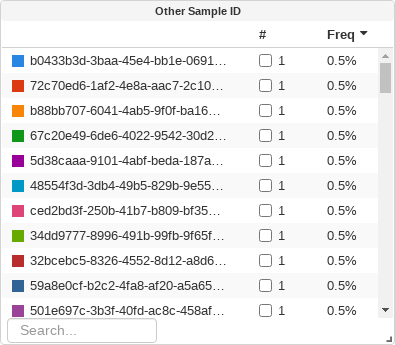 Other Sample ID
# Freq
b0433b3d-3baa-45e4-bb1e-0691... 1 0.5%
72c70ed6-1af2-4e8a-aac7-2c10... 1 0.5%
b88bb707-6041-4ab5-9f0f-ba16... 1 0.5%
67c20e49-6de6-4022-9542-30d2... 1 0.5%
5d38caaa-9101-4abf-beda-187a... 1 0.5%
48554f3d-3db4-49b5-829b-9e55... 1 0.5%
ced2bd3f-250b-41b7-b809-bf35... 1 0.5%
34dd9777-8996-491b-99fb-9f65f... 1 0.5%
32bcebc5-8326-4552-8d12-a8d6... 1 0.5%
59a8e0cf-b2c2-4fa8-af20-a5a65... 1 0.5%
501e697c-3b3f-40fd-ac8c-458af... 1 0.5%
Search...